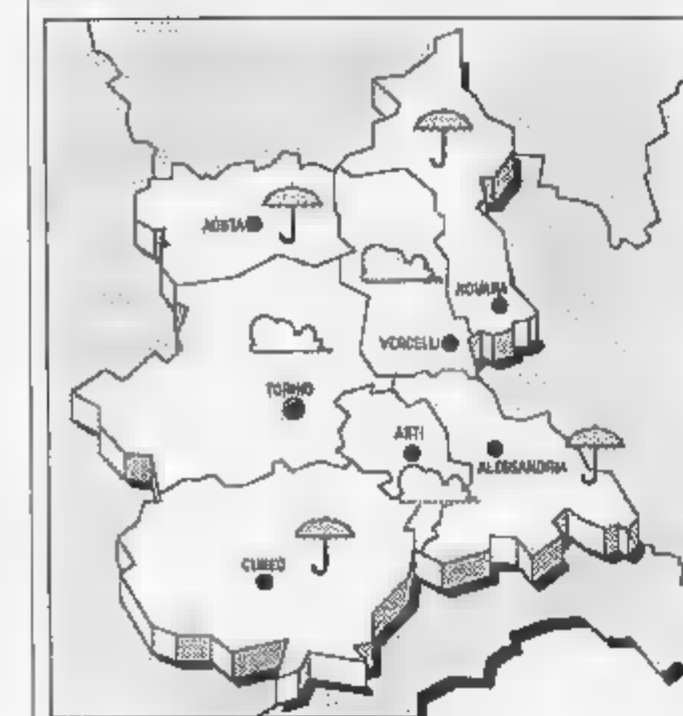 AOSTA
NOVARA
VERCELLI
TORINO
ASTI
ALESSANDRIA
CUNEO